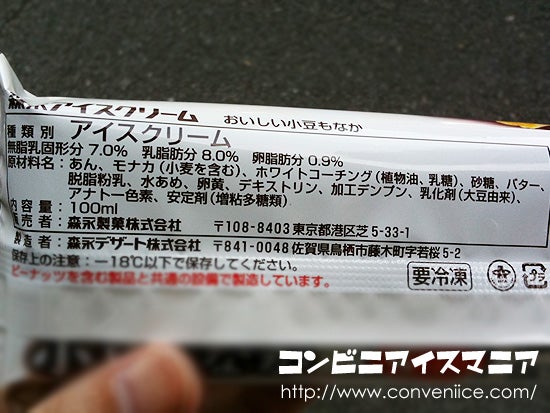 森永アイスクリーム おいしい小豆もなか
種類別 アイスクリーム
無脂乳固形分 7.0% 乳脂肪分 8.0% 卵脂肪分 0.9%
原材料名:あん、モナカ(小麦を含む)、ホワイトコーチング(植物油、乳糖)、砂糖、バター、
脱脂粉乳、水あめ、卵黄、デキストリン、加工デンプン、乳化剤(大豆由来)、
アナトー色素、安定剤(増粘多糖類)
内容量:100ml
販売者:森永製菓株式会社 〒108-8403 東京都港区芝5-33-1
製造者:森永デザート株式会社 〒841-0048 佐賀県鳥栖市藤木町字若桜5-2
保存上の注意:-18℃以下で保存してください。
ピーナッツを含む製品と共通の設備で製造しています。
要冷凍
プラ
コンビニアイスマニア
http://www.conveniice.com/